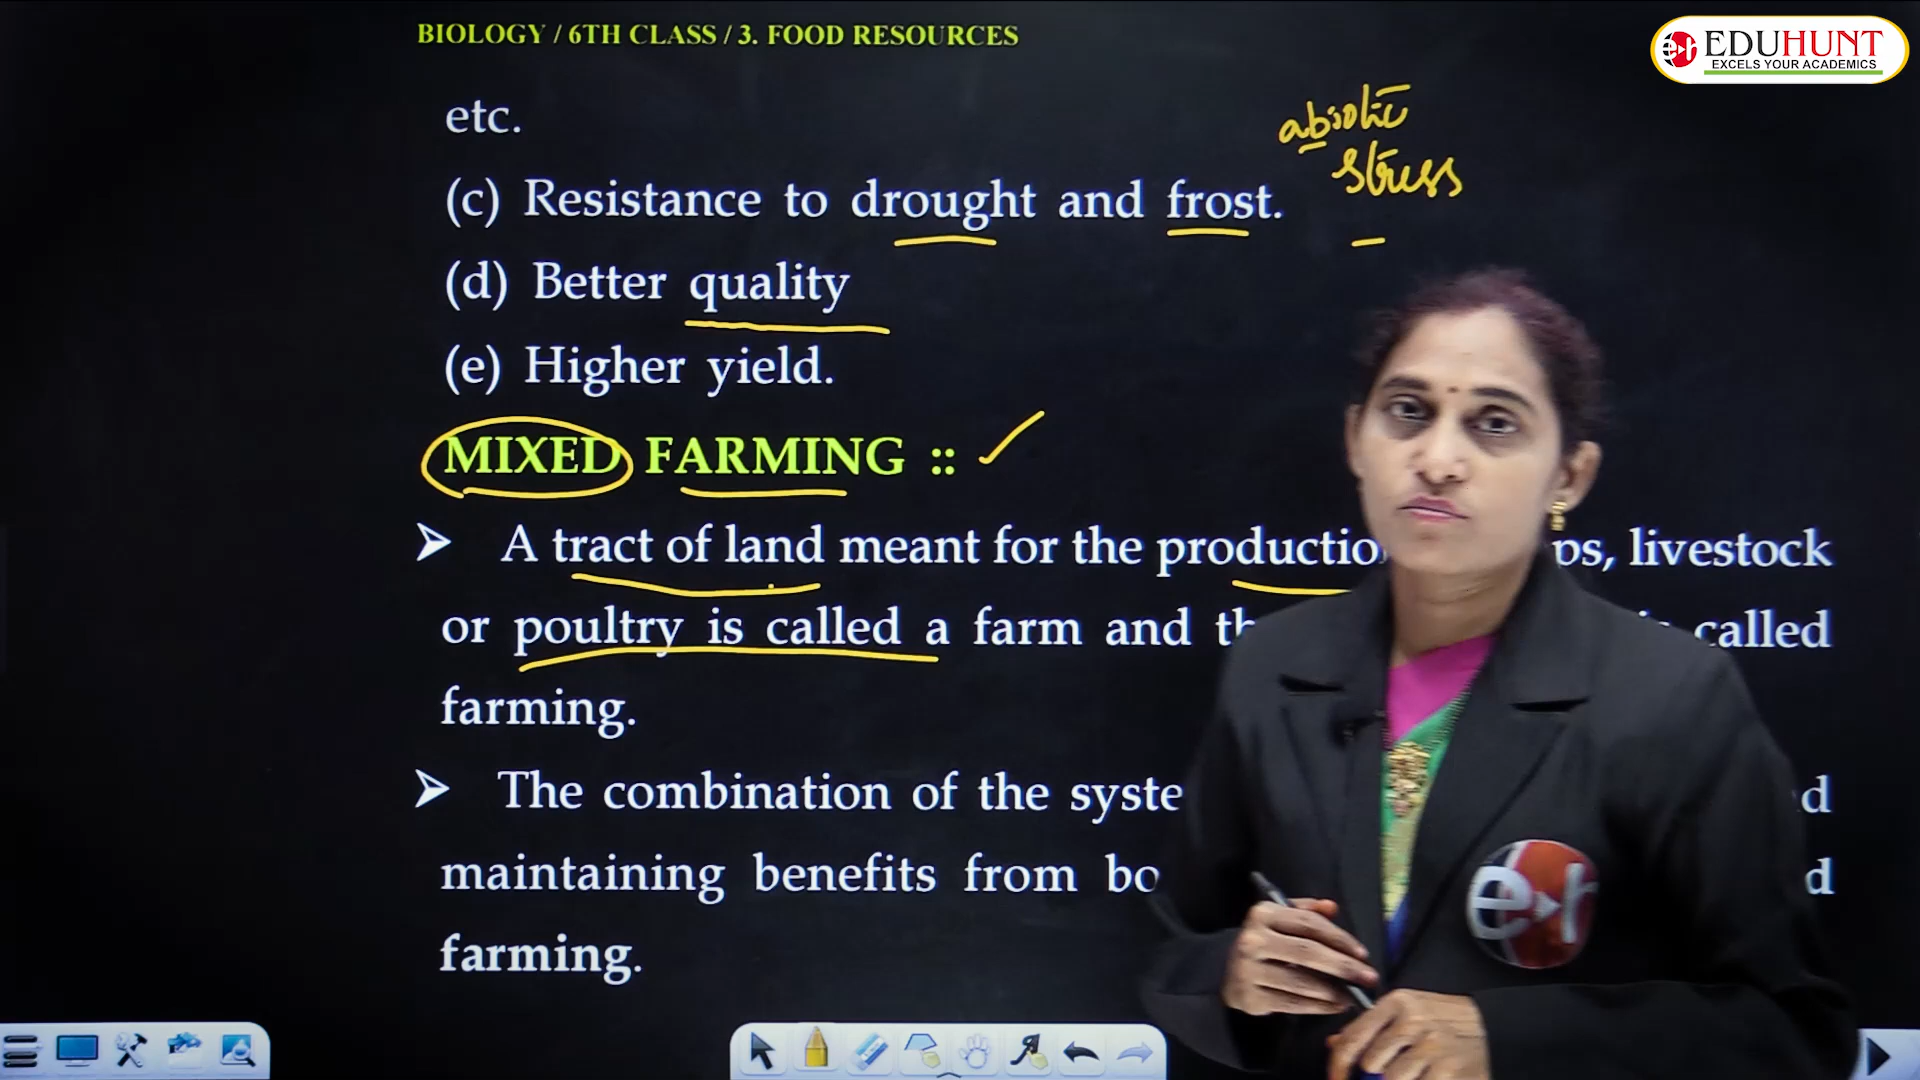 BIOLOGY / 6TH CLASS / 3. FOOD RESOURCES
EDUHUNT
EXCELS YOUR ACADEMICS
etc.
absotic
stress
(c) Resistance to drought and frost.
(d) Better quality
(e) Higher yield.
MIXED FARMING ::
➤ A tract of land meant for the productio ps, livestock
or poultry is called a farm and th called
farming.
➤ The combination of the syste d
maintaining benefits from bo d
farming.